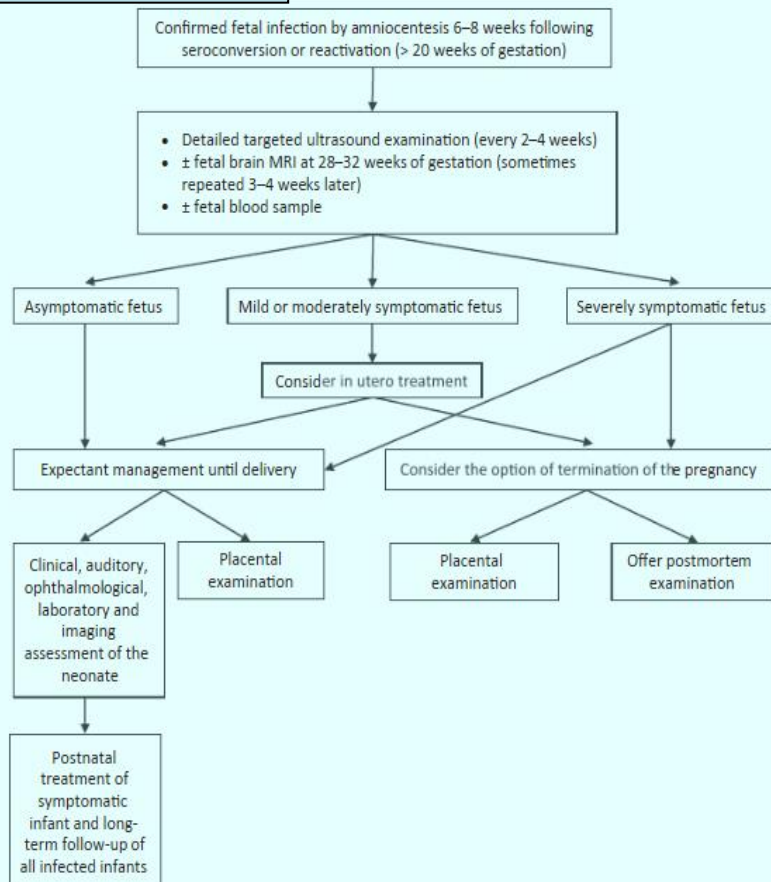 Confirmed fetal infection by amniocentesis 6–8 weeks following
seroconversion or reactivation (> 20 weeks of gestation)
• Detailed targeted ultrasound examination (every 2–4 weeks)
• ± fetal brain MRI at 28–32 weeks of gestation (sometimes
repeated 3–4 weeks later)
• ± fetal blood sample
Asymptomatic fetus
Mild or moderately symptomatic fetus
Severely symptomatic fetus
Consider in utero treatment
Expectant management until delivery
Consider the option of termination of the pregnancy
Clinical, auditory,
ophthalmological,
laboratory and
imaging
assessment of the
neonate
Placental
examination
Placental
examination
Offer postmortem
examination
Postnatal
treatment of
symptomatic
infant and long-
term follow-up of
all infected infants